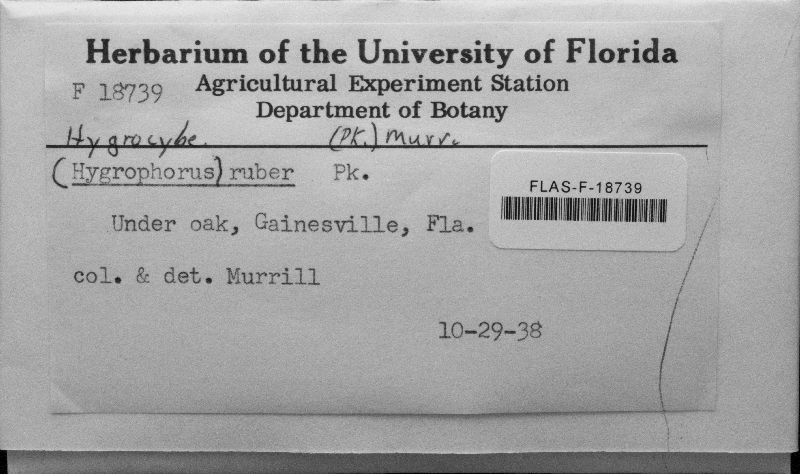 Herbarium of the University of Florida
F 18739 Agricultural Experiment Station
Department of Botany
Hygrocybe. (Pk.) Murr.
(Hygrophorus) ruber Pk.
FLAS-F-18739
Under oak, Gainesville, Fla.
col. & det. Murrill
10-29-38